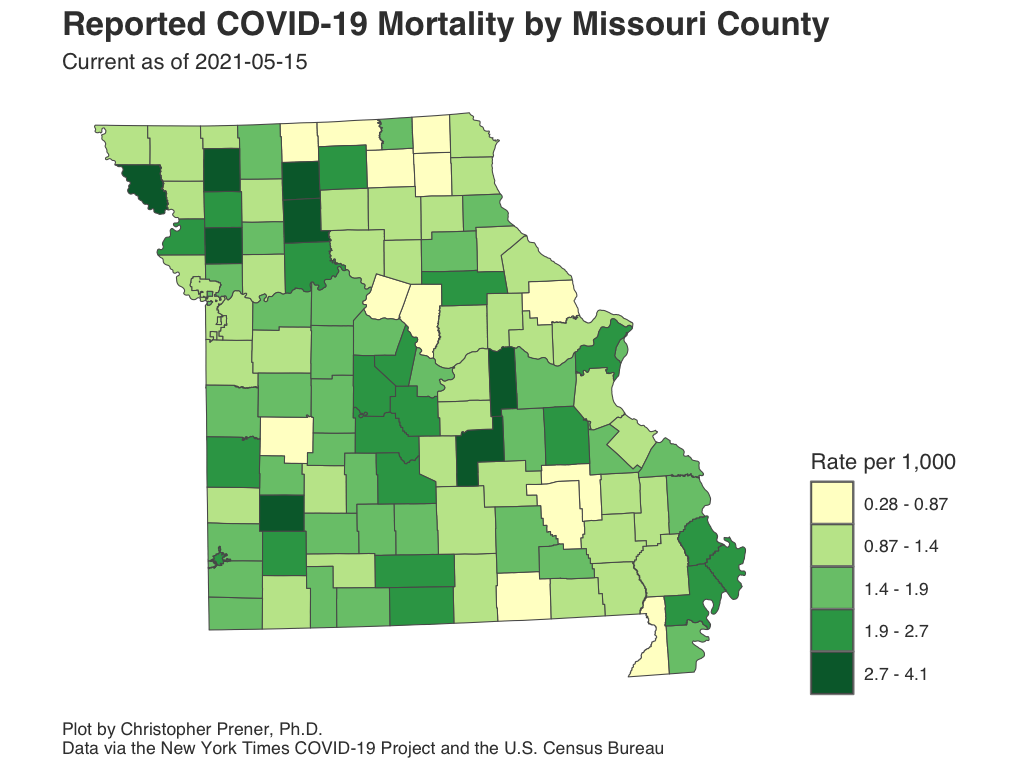 Reported COVID-19 Mortality by Missouri County
Current as of 2021-05-15
Rate per 1,000
0.28 - 0.87
0.87 - 1.4
1.4 - 1.9
1.9 - 2.7
2.7 - 4.1
Plot by Christopher Prener, Ph.D.
Data via the New York Times COVID-19 Project and the U.S. Census Bureau